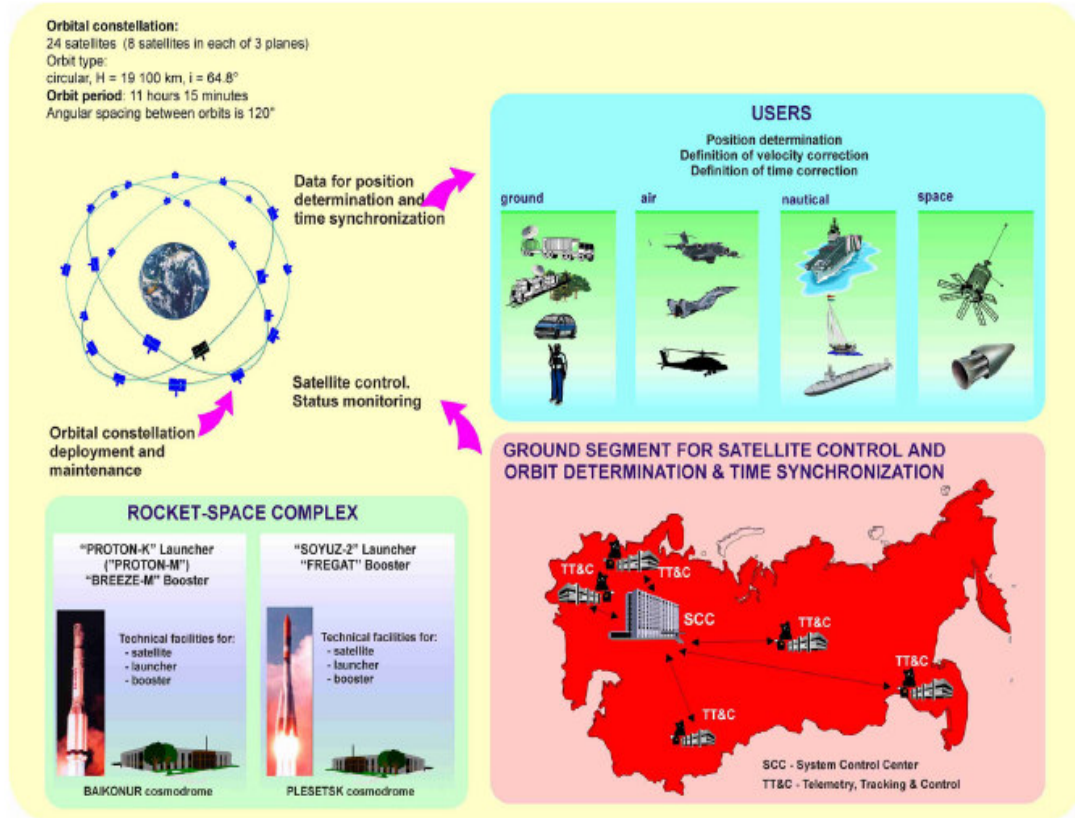 Orbital constellation:
24 satellites (8 satellites in each of 3 planes)
Orbit type:
circular, H = 19 100 km, i = 64.8°
Orbit period: 11 hours 15 minutes
Angular spacing between orbits is 120°
Data for position
determination and
time synchronization
USERS
Position determination
Definition of velocity correction
Definition of time correction
ground
air
nautical
space
Satellite control.
Status monitoring
Orbital constellation
deployment and
maintenance
GROUND SEGMENT FOR SATELLITE CONTROL AND
ORBIT DETERMINATION & TIME SYNCHRONIZATION
TT&C
TT&C
SCC
TT&C
TT&C
TT&C
SCC - System Control Center
TT&C - Telemetry, Tracking & Control
ROCKET-SPACE COMPLEX
"PROTON-K" Launcher
("PROTON-M")
"BREEZE-M" Booster
Technical facilities for:
- satellite
- launcher
- booster
BAIKONUR cosmodrome
"SOYUZ-2" Launcher
"FREGAT" Booster
Technical facilities for:
- satellite
- launcher
- booster
PLESETSK cosmodrome